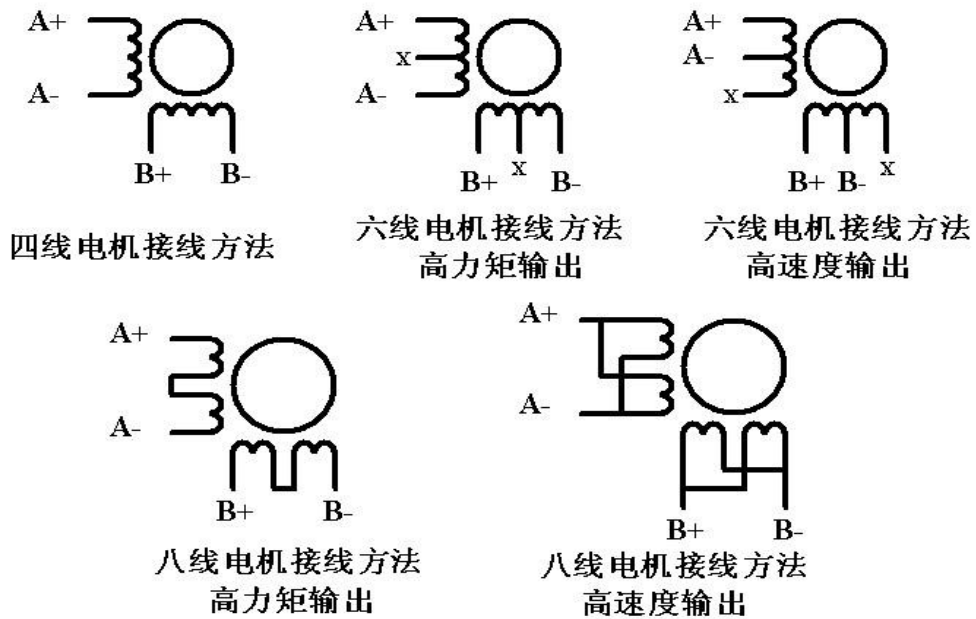 A+
A-
B+ B-
四线电机接线方法
A+
x
A-
B+ x B-
六线电机接线方法
高力矩输出
A+
A-
x
B+ B- x
六线电机接线方法
高速度输出
A+
A-
B+ B-
八线电机接线方法
高力矩输出
A+
A-
B+ B-
八线电机接线方法
高速度输出